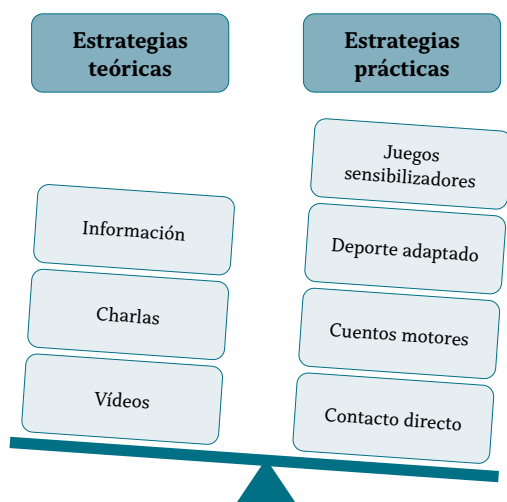 Estrategias
teóricas
Información
Charlas
Vídeos
Estrategias
prácticas
Juegos
sensibilizadores
Deporte adaptado
Cuentos motores
Contacto directo